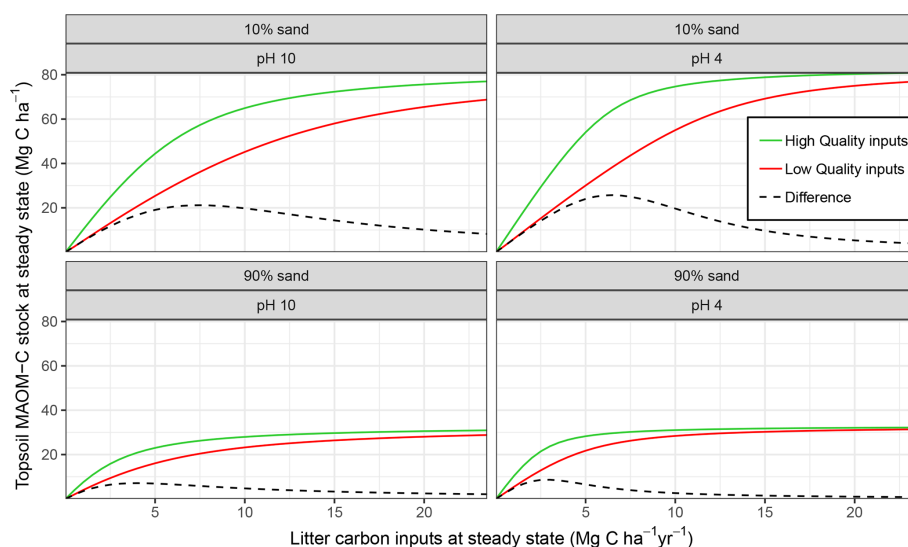 10% sand
10% sand
pH 10
pH 4
Topsoil MAOM−C stock at steady state (Mg C ha⁻¹)
80
60
40
20
High Quality inputs
Low Quality inputs
Difference
90% sand
90% sand
pH 10
pH 4
80
60
40
20
5
10
15
20
5
10
15
20
Litter carbon inputs at steady state (Mg C ha⁻¹yr⁻¹)